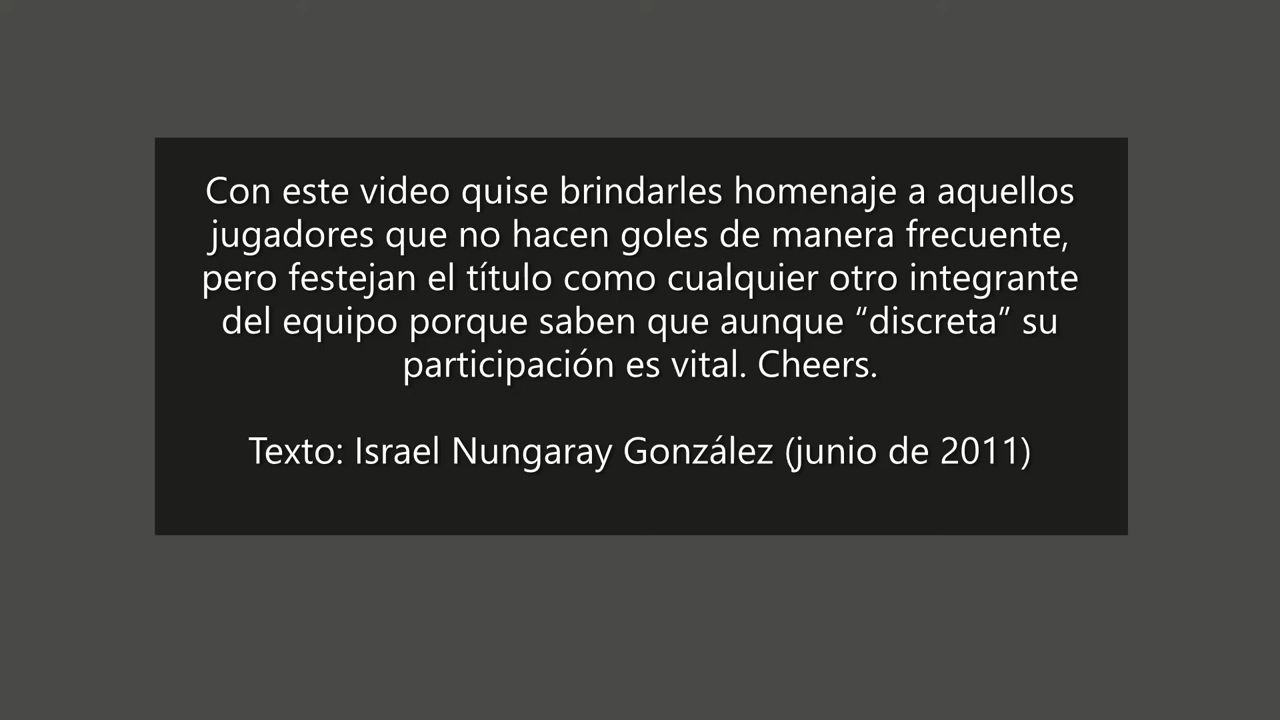 Con este video quise brindarles homenaje a aquellos
jugadores que no hacen goles de manera frecuente,
pero festejan el título como cualquier otro integrante
del equipo porque saben que aunque “discreta” su
participación es vital. Cheers.
Texto: Israel Nungaray González (junio de 2011)